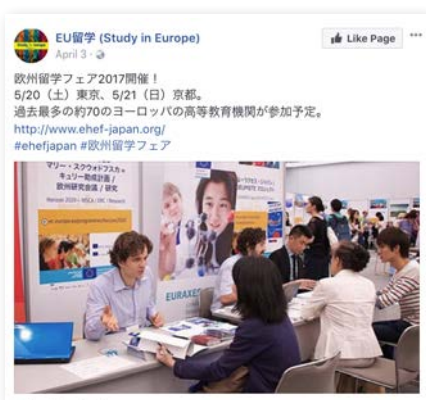 EU留学 (Study in Europe)
April 3
Like Page
欧州留学フェア2017開催！
5/20（土）東京、5/21（日）京都。
過去最多の約70のヨーロッパの高等教育機関が参加予定。
http://www.ehef-japan.org/
#ehefjapan #欧州留学フェア
マリー・スクウォドフスカ
キュリー助成計画 /
欧州研究会議 / 研究
EURAXE